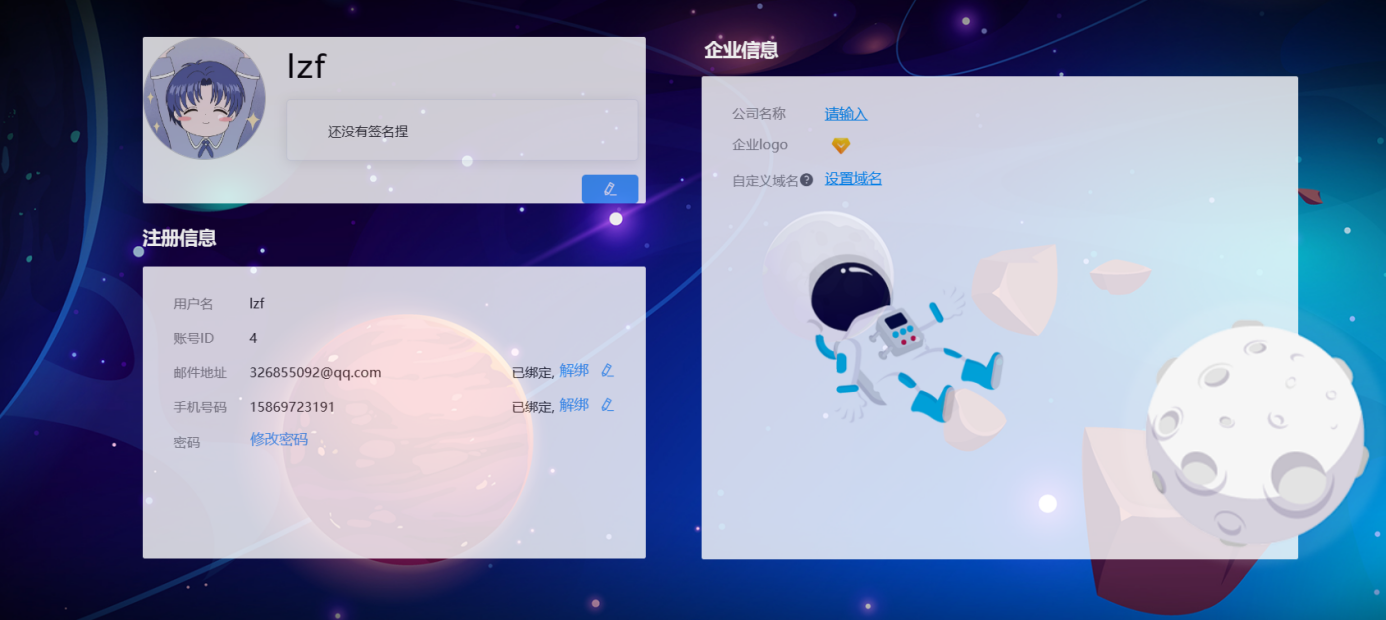 lzf
还没有签名捏
注册信息
用户名 lzf
账号ID 4
邮件地址 326855092@qq.com 已绑定, 解绑
手机号码 15869723191 已绑定, 解绑
密码 修改密码
企业信息
公司名称 请输入
企业logo
自定义域名? 设置域名